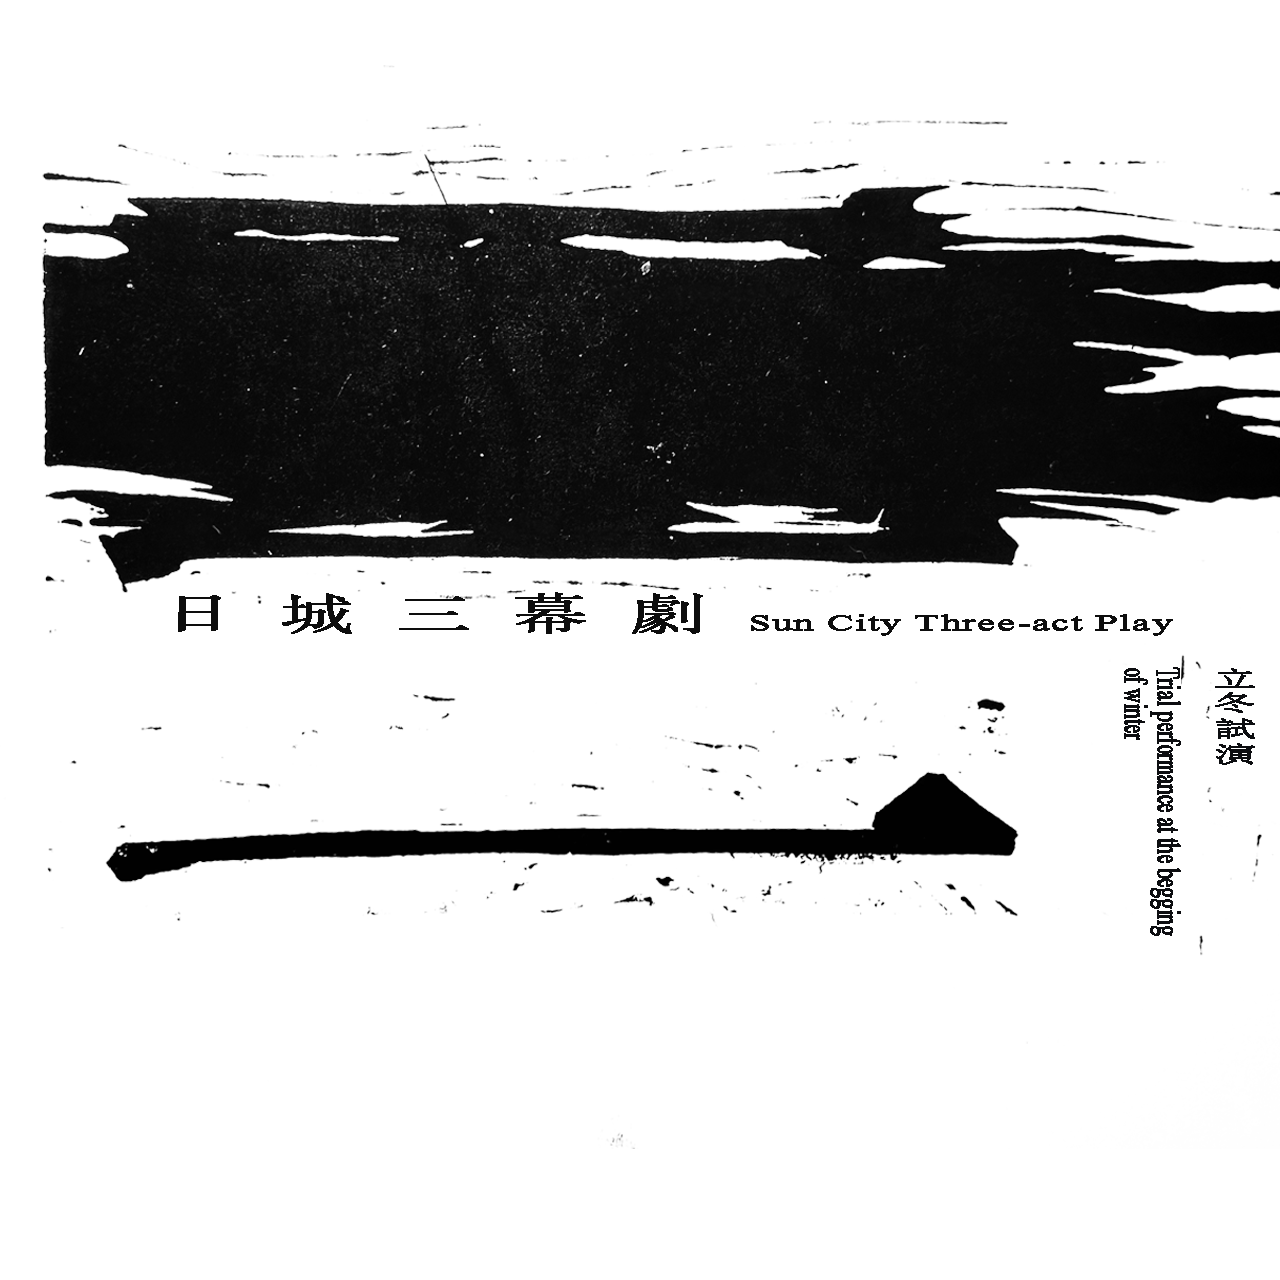 日城三幕劇 Sun City Three-act Play
立冬試演
Trial performance at the begging
of winter